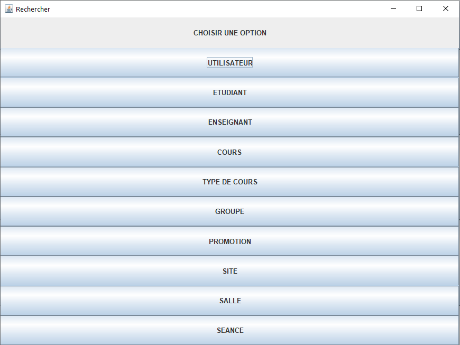 Rechercher
CHOISIR UNE OPTION
UTILISATEUR
ETUDIANT
ENSEIGNANT
COURS
TYPE DE COURS
GROUPE
PROMOTION
SITE
SALLE
SEANCE